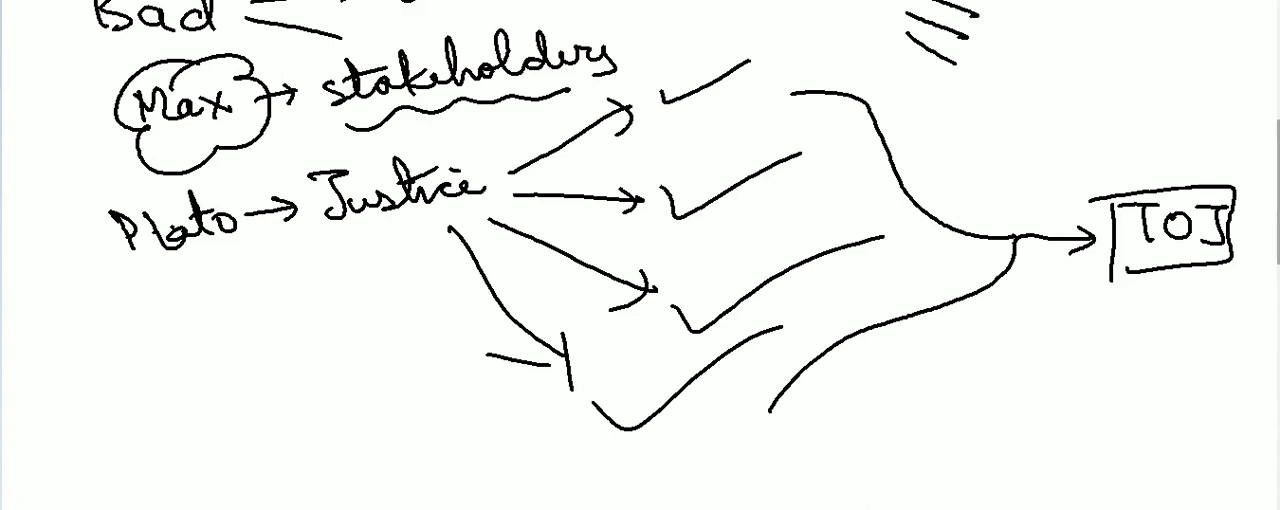 Bad
Max → stakeholders
Plato → Justice
TOJ